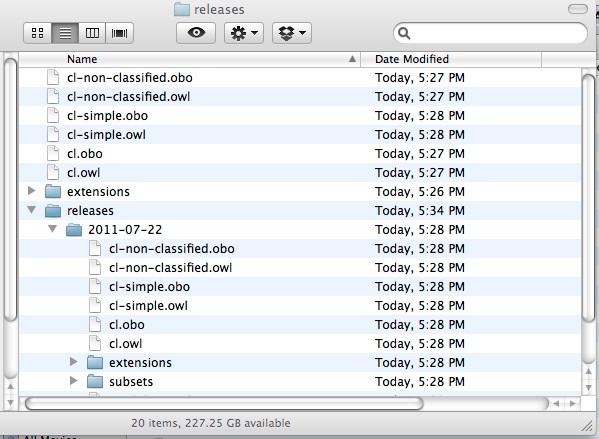 releases
Name Date Modified
cl-non-classified.obo Today, 5:27 PM
cl-non-classified.owl Today, 5:27 PM
cl-simple.obo Today, 5:28 PM
cl-simple.owl Today, 5:28 PM
cl.obo Today, 5:27 PM
cl.owl Today, 5:27 PM
extensions Today, 5:26 PM
releases Today, 5:34 PM
2011-07-22 Today, 5:28 PM
cl-non-classified.obo Today, 5:28 PM
cl-non-classified.owl Today, 5:28 PM
cl-simple.obo Today, 5:28 PM
cl-simple.owl Today, 5:28 PM
cl.obo Today, 5:28 PM
cl.owl Today, 5:28 PM
extensions Today, 5:28 PM
subsets Today, 5:28 PM
20 items, 227.25 GB available
All Movies